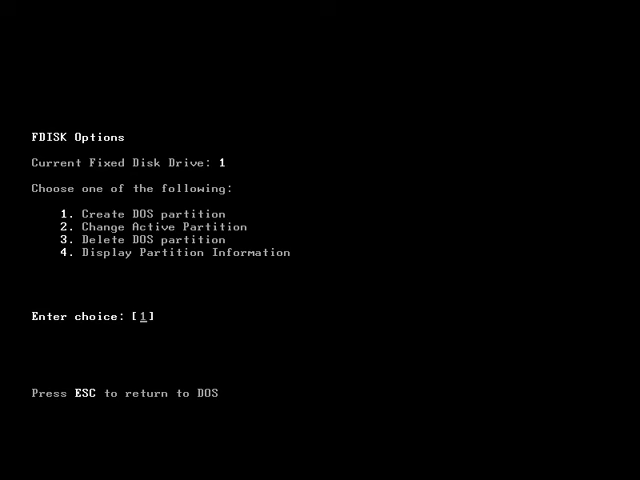 FDISK Options
Current Fixed Disk Drive: 1
Choose one of the following:
1. Create DOS partition
2. Change Active Partition
3. Delete DOS partition
4. Display Partition Information
Enter choice: [1]
Press ESC to return to DOS